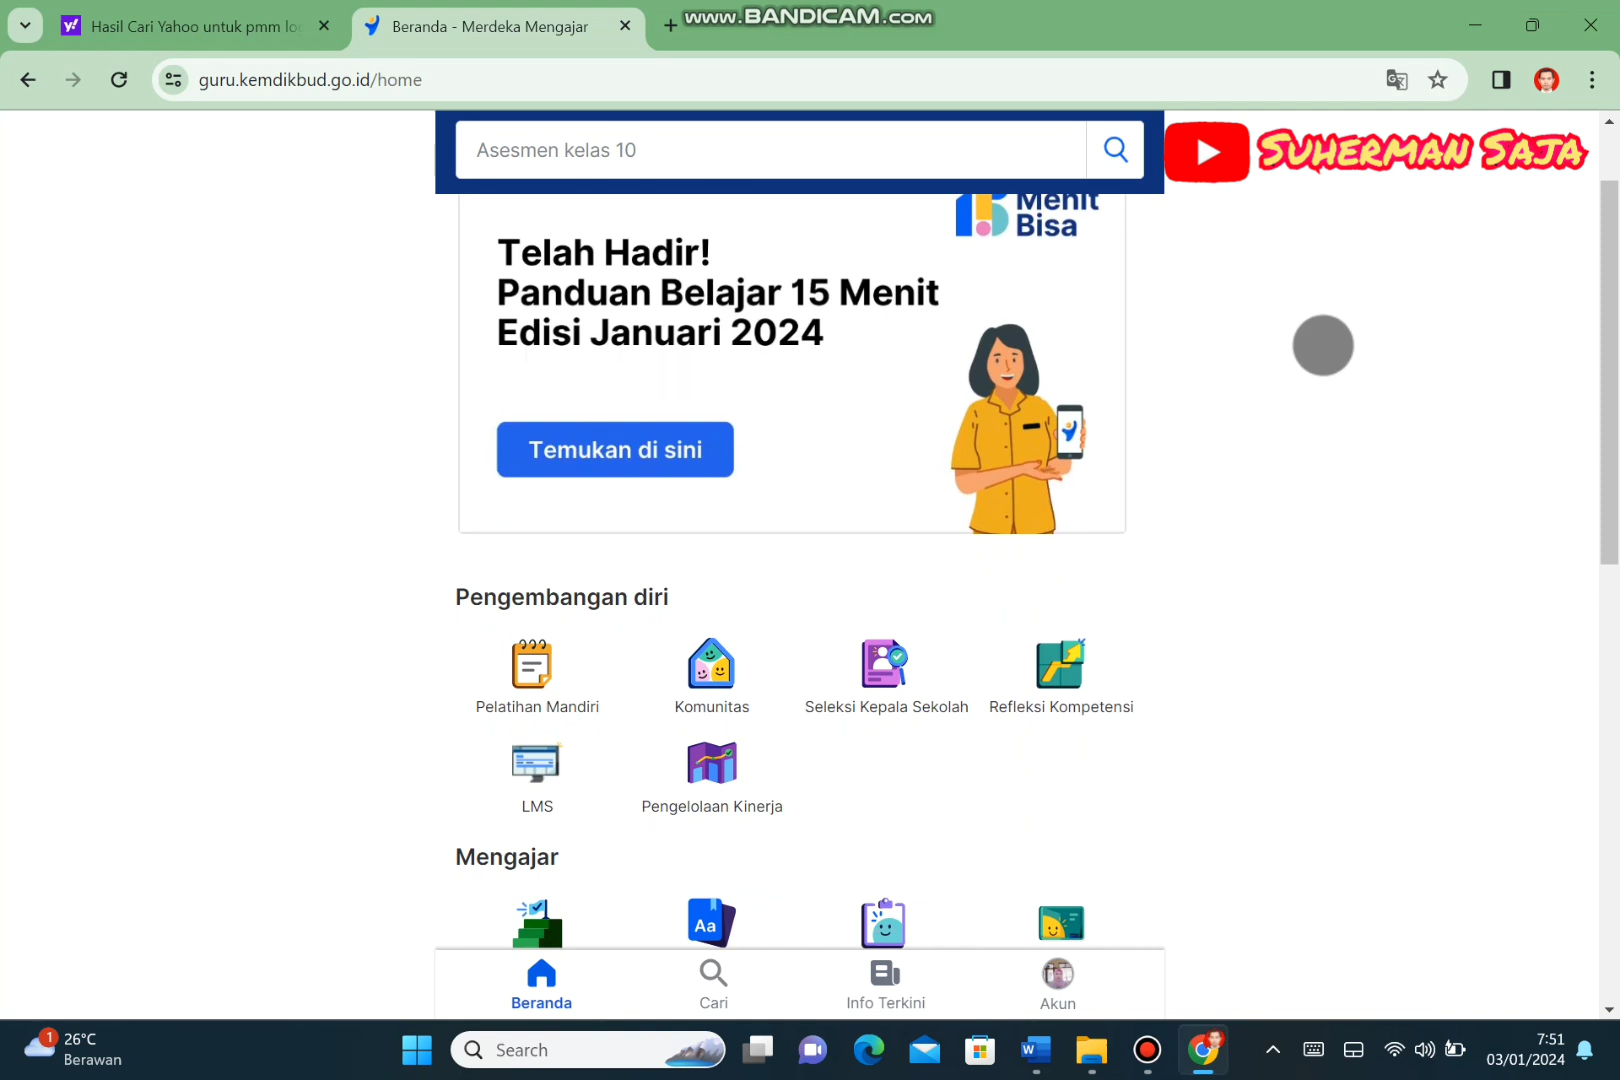 Hasil Cari Yahoo untuk pmm lo
Beranda - Merdeka Mengajar
www.BANDICAM.com
guru.kemdikbud.go.id/home
Asesmen kelas 10
SUHERMAN SAJA
Menit
Bisa
Telah Hadir!
Panduan Belajar 15 Menit
Edisi Januari 2024
Temukan di sini
Pengembangan diri
Pelatihan Mandiri
Komunitas
Seleksi Kepala Sekolah
Refleksi Kompetensi
LMS
Pengelolaan Kinerja
Mengajar
Aa
Beranda
Cari
Info Terkini
Akun
1
26°C
Berawan
Search
W
7:51
03/01/2024